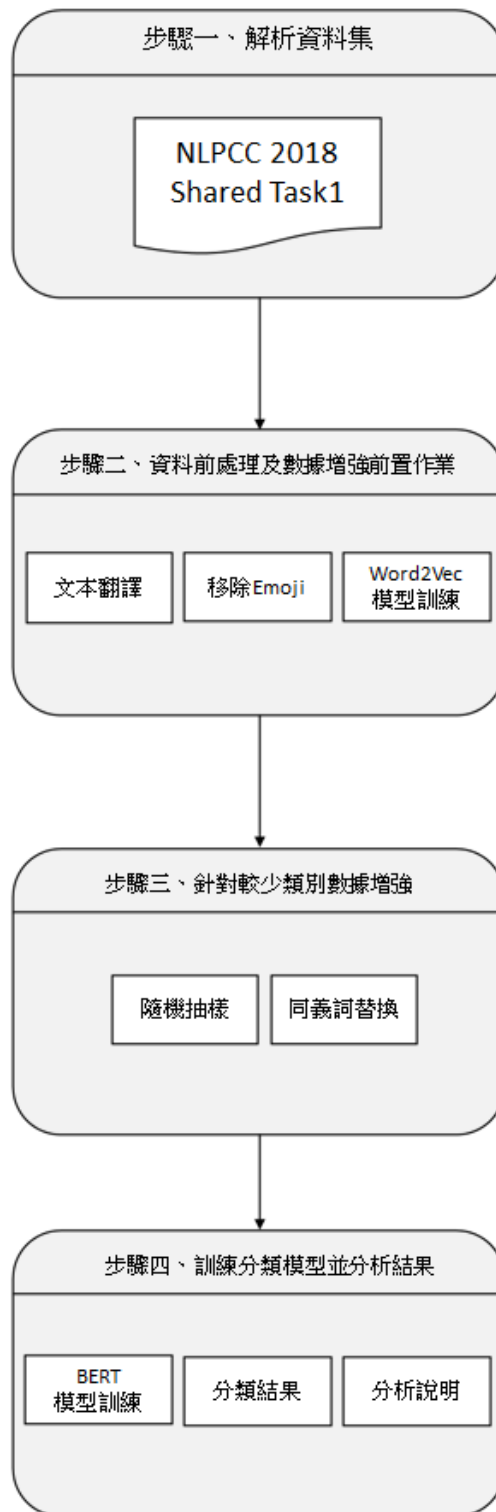 步驟一、解析資料集
NLPCC 2018
Shared Task1
步驟二、資料前處理及數據增強前置作業
文本翻譯
移除Emoji
Word2Vec
模型訓練
步驟三、針對較少類別數據增強
隨機抽樣
同義詞替換
步驟四、訓練分類模型並分析結果
BERT
模型訓練
分類結果
分析說明